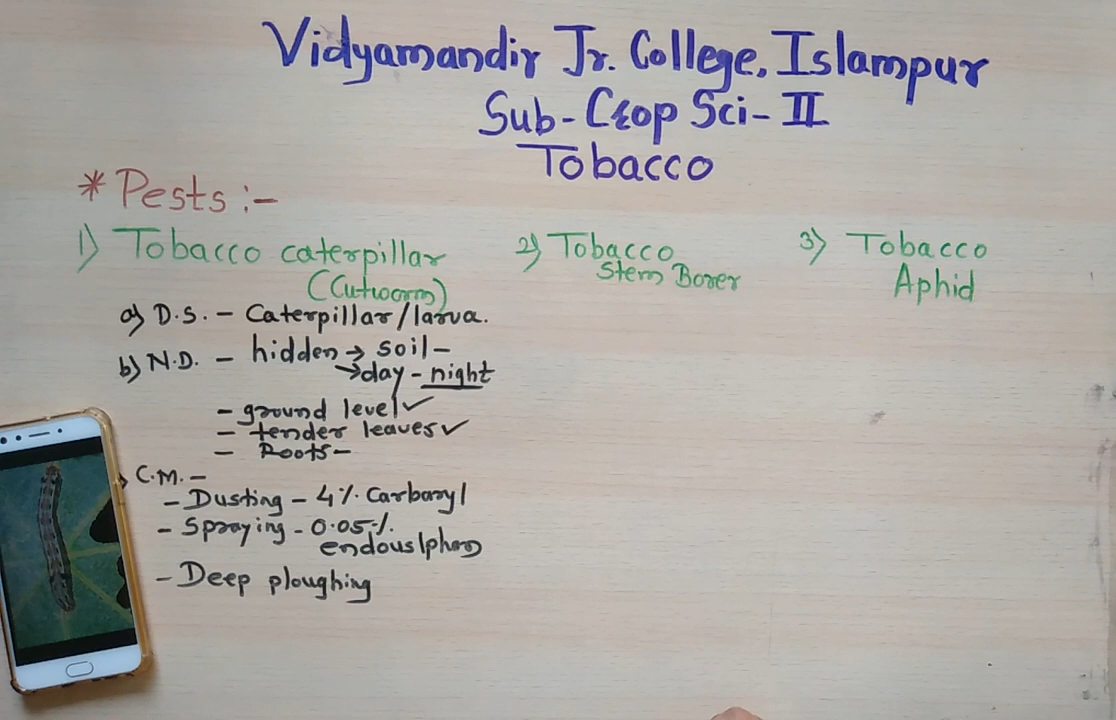 Vidyamandir Jr. College, Islampur
Sub-Crop Sci-II
Tobacco
* Pests :-
1) Tobacco caterpillar
(Cutworm)
a) D.S. - Caterpillar/larva.
b) N.D. - hidden → soil -
→ day - night
- ground level ✓
- tender leaves ✓
- Roots -
C.M. -
- Dusting - 4% Carbaryl
- Spraying - 0.05%.
endouslphan
- Deep ploughing
2) Tobacco
Stem Borer
3) Tobacco
Aphid